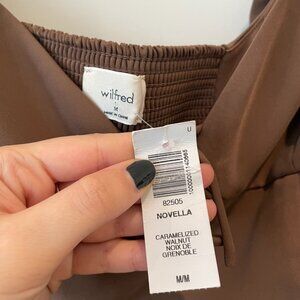 wilfred
M
MADE IN CHINA
U
82505
NOVELLA
CARAMELIZED
WALNUT
NOIX DE
GRENOBLE
M/M